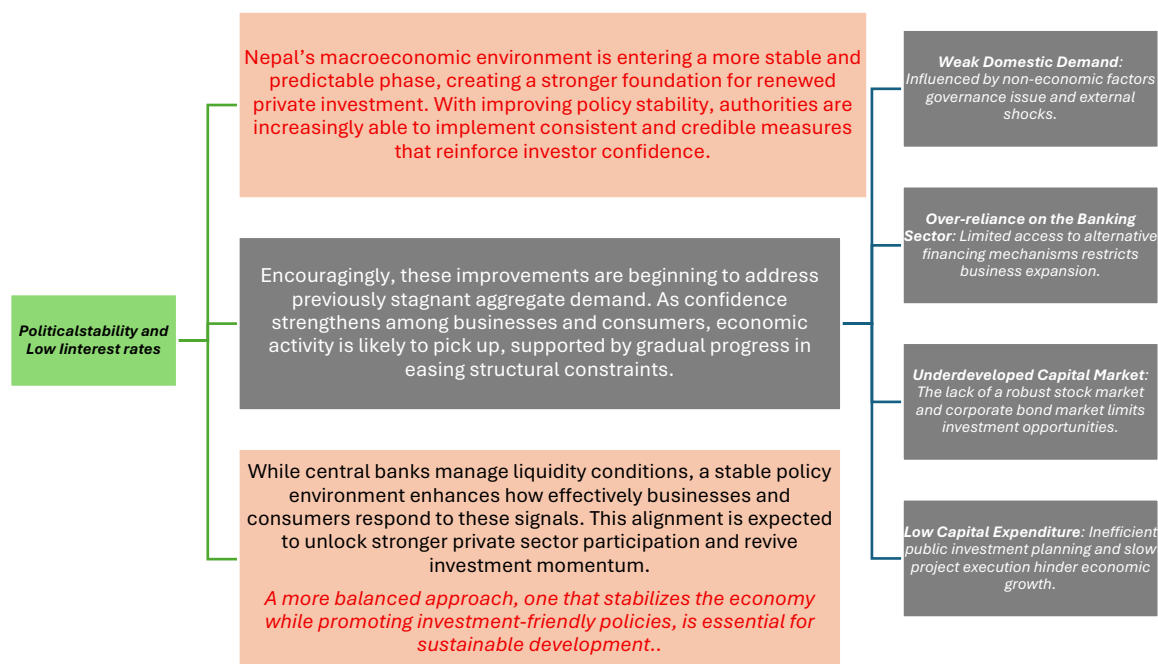 Politicalstability and
Low Iinterest rates
Nepal's macroeconomic environment is entering a more stable and
predictable phase, creating a stronger foundation for renewed
private investment. With improving policy stability, authorities are
increasingly able to implement consistent and credible measures
that reinforce investor confidence.
Encouragingly, these improvements are beginning to address
previously stagnant aggregate demand. As confidence
strengthens among businesses and consumers, economic
activity is likely to pick up, supported by gradual progress in
easing structural constraints.
While central banks manage liquidity conditions, a stable policy
environment enhances how effectively businesses and
consumers respond to these signals. This alignment is expected
to unlock stronger private sector participation and revive
investment momentum.
A more balanced approach, one that stabilizes the economy
while promoting investment-friendly policies, is essential for
sustainable development..
Weak Domestic Demand:
Influenced by non-economic factors
governance issue and external
shocks.
Over-reliance on the Banking
Sector: Limited access to alternative
financing mechanisms restricts
business expansion.
Underdeveloped Capital Market:
The lack of a robust stock market
and corporate bond market limits
investment opportunities.
Low Capital Expenditure: Inefficient
public investment planning and slow
project execution hinder economic
growth.